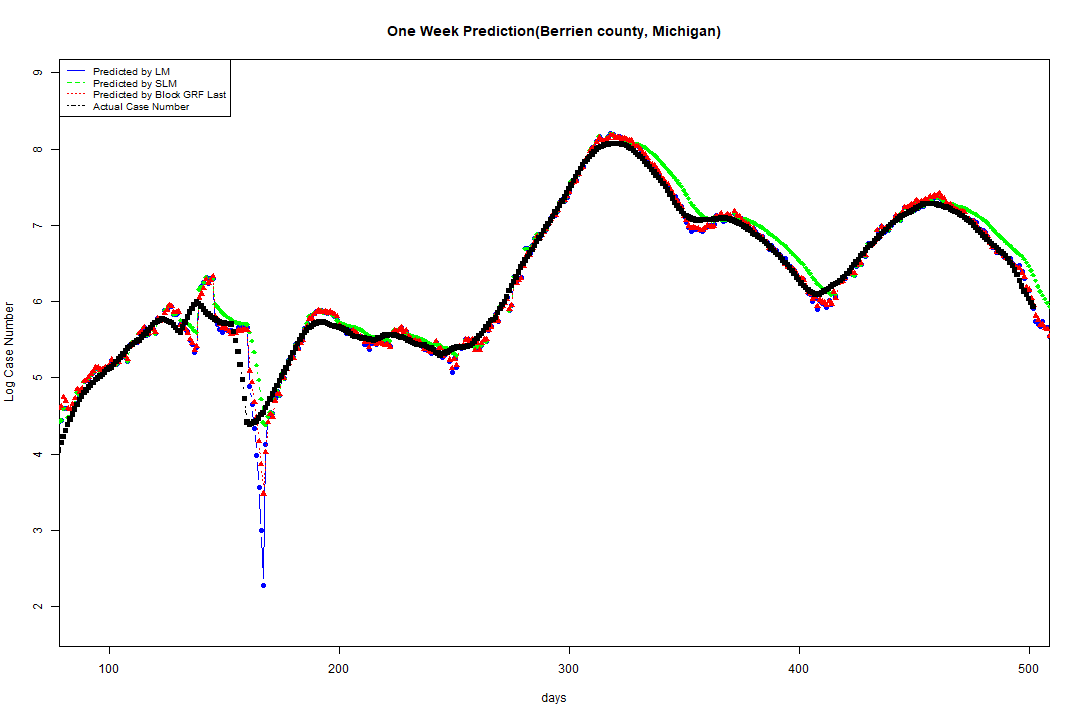 One Week Prediction(Berrien county, Michigan)
Predicted by LM
Predicted by SLM
Predicted by Block GRF Last
Actual Case Number
9
8
7
6
5
4
3
2
Log Case Number
100 200 300 400 500
days